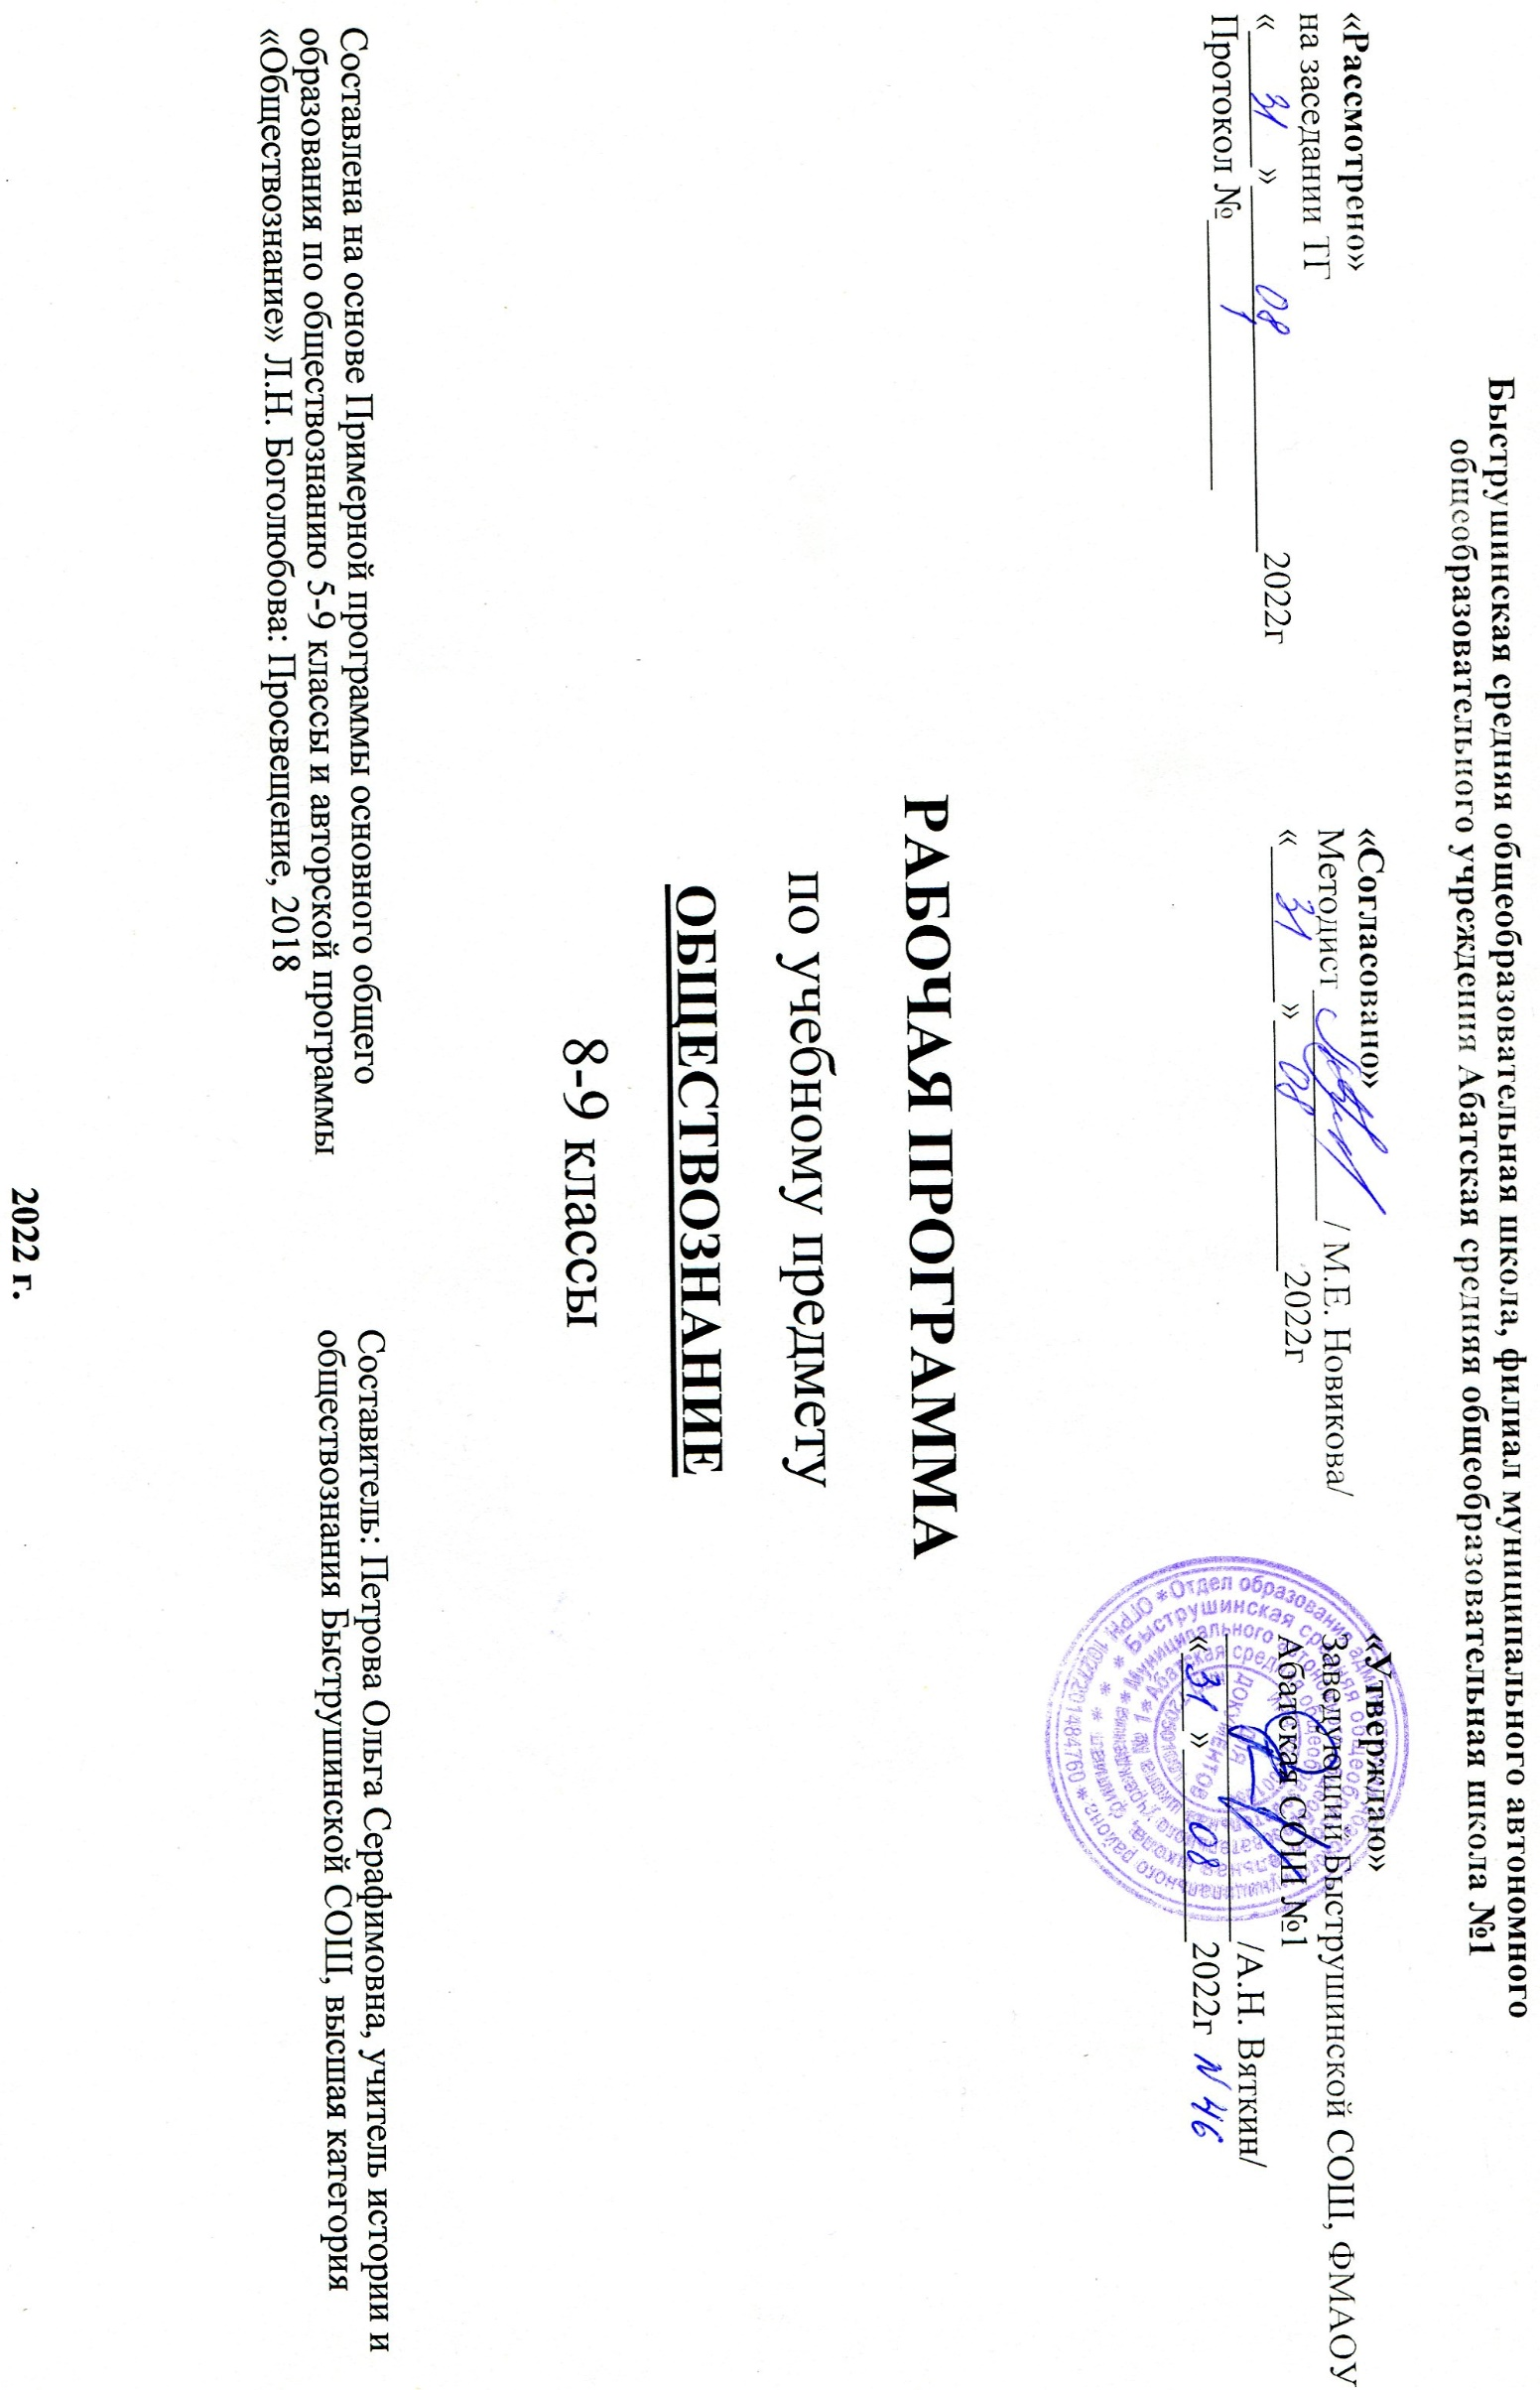 Быструшинская средняя общеобразовательная школа, филиал муниципального автономного
общеобразовательного учреждения Абатская средняя общеобразовательная школа №1
«Рассмотрено»
на заседании ТГ
« 31 » 08 2022г
Протокол № 1
«Согласовано»
Методист / М.Е. Новикова/
« 31 » 08 2022г
«Утверждаю»
Заведующий Быструшинской СОШ, ФМАОУ
Абатская СОШ №1
/А.Н. Вяткин/
« 31 » 08 2022г N 46
РАБОЧАЯ ПРОГРАММА
по учебному предмету
ОБЩЕСТВОЗНАНИЕ
8-9 классы
Составлена на основе Примерной программы основного общего
образования по обществознанию 5-9 классы и авторской программы
«Обществознание» Л.Н. Боголюбова: Просвещение, 2018
Составитель: Петрова Ольга Серафимовна, учитель истории и
обществознания Быструшинской СОШ, высшая категория
2022 г.